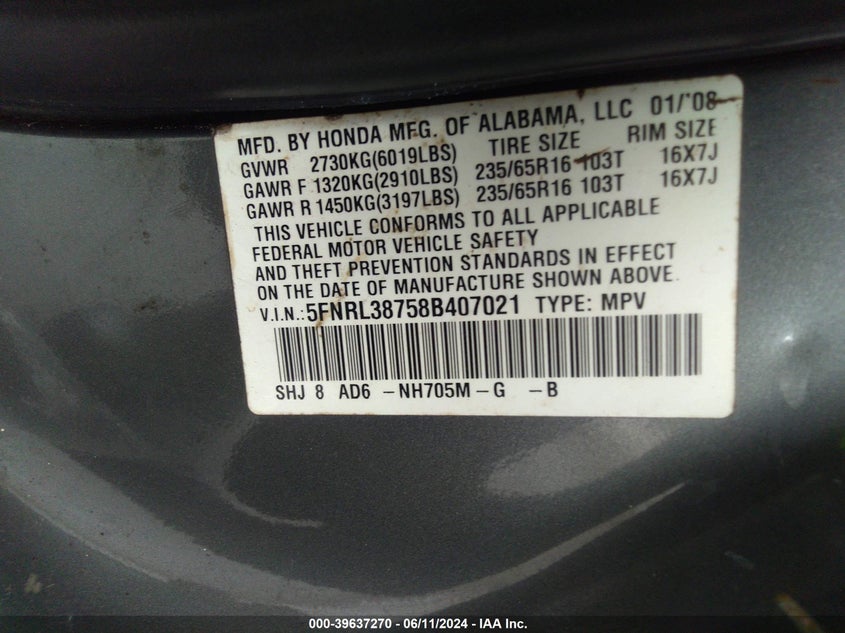 MFD. BY HONDA MFG. OF ALABAMA, LLC 01/'08
GVWR 2730KG(6019LBS) TIRE SIZE RIM SIZE
GAWR F 1320KG(2910LBS) 235/65R16 103T 16X7J
GAWR R 1450KG(3197LBS) 235/65R16 103T 16X7J
THIS VEHICLE CONFORMS TO ALL APPLICABLE
FEDERAL MOTOR VEHICLE SAFETY
AND THEFT PREVENTION STANDARDS IN EFFECT
ON THE DATE OF MANUFACTURE SHOWN ABOVE.
V.I.N.: 5FNRL38758B407021 TYPE: MPV
SHJ 8 AD6 -NH705M-G -B
000-39637270 - 06/11/2024 - IAA Inc.